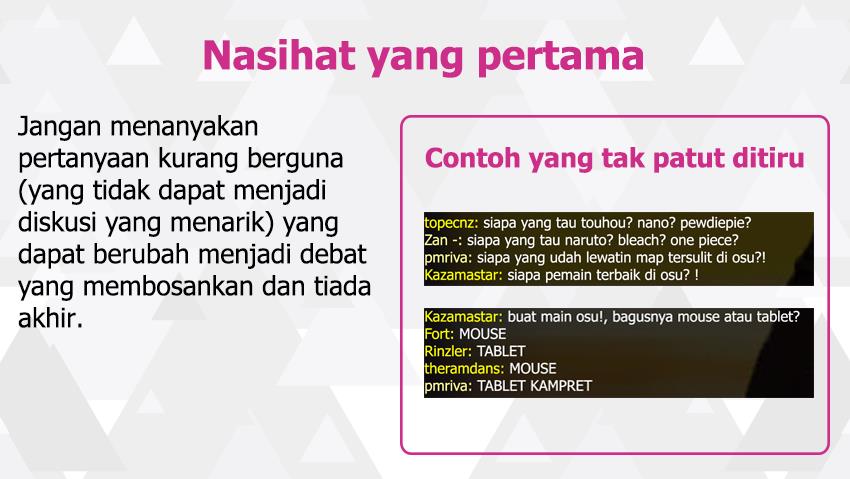 Nasihat yang pertama
Jangan menanyakan
pertanyaan kurang berguna
(yang tidak dapat menjadi
diskusi yang menarik) yang
dapat berubah menjadi debat
yang membosankan dan tiada
akhir.
Contoh yang tak patut ditiru
topecnz: siapa yang tau touhou? nano? pewdiepie?
Zan -: siapa yang tau naruto? bleach? one piece?
pmriva: siapa yang udah lewatin map tersulit di osu?!
Kazamastar: siapa pemain terbaik di osu? !
Kazamastar: buat main osu!, bagusnya mouse atau tablet?
Fort: MOUSE
Rinzler: TABLET
theramdans: MOUSE
pmriva: TABLET KAMPRET